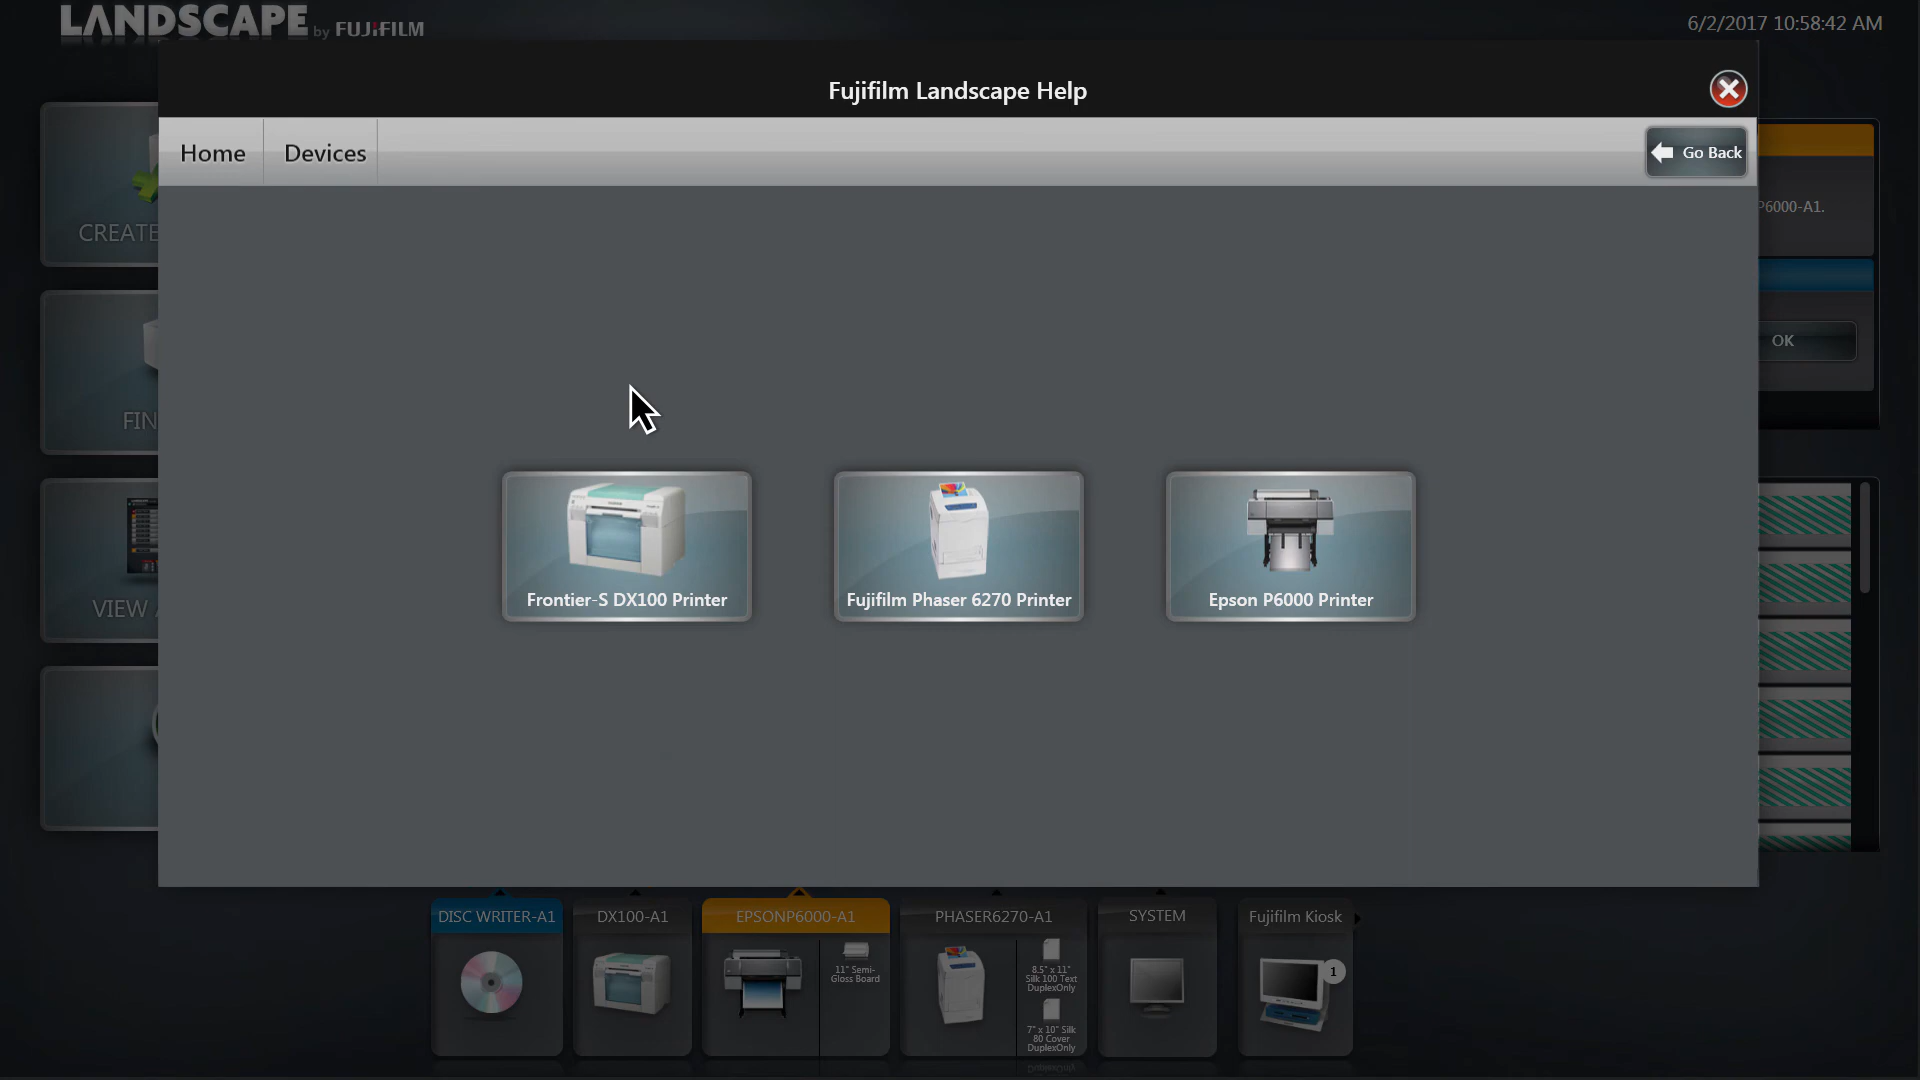 LANDSCAPE by FUJIFILM
6/2/2017 10:58:42 AM
Fujifilm Landscape Help
Home
Devices
Go Back
CREATE
P6000-A1.
FIN
OK
VIEW
Frontier-S DX100 Printer
Fujifilm Phaser 6270 Printer
Epson P6000 Printer
DISC WRITER-A1
DX100-A1
EPSONP6000-A1
11" Semi-
Gloss Board
PHASER6270-A1
8.5" x 11"
Silk 100 Text
DuplexOnly
7" x 10" Silk
80 Cover
DuplexOnly
SYSTEM
Fujifilm Kiosk
1